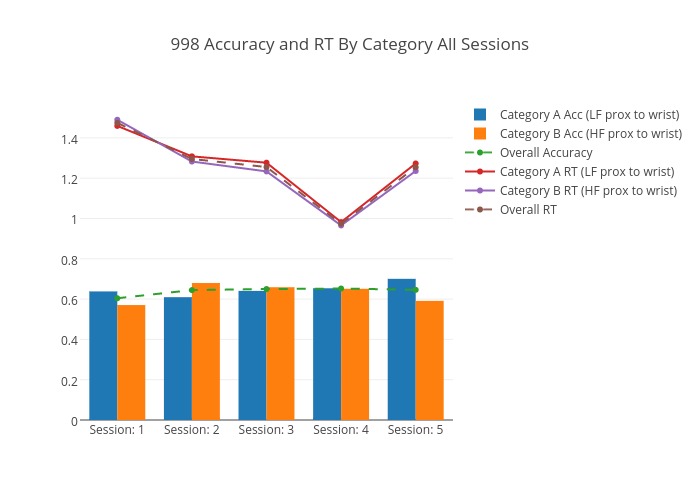 998 Accuracy and RT By Category All Sessions
Category A Acc (LF prox to wrist)
Category B Acc (HF prox to wrist)
Overall Accuracy
Category A RT (LF prox to wrist)
Category B RT (HF prox to wrist)
Overall RT
1.4
1.2
1
0.8
0.6
0.4
0.2
0
Session: 1
Session: 2
Session: 3
Session: 4
Session: 5